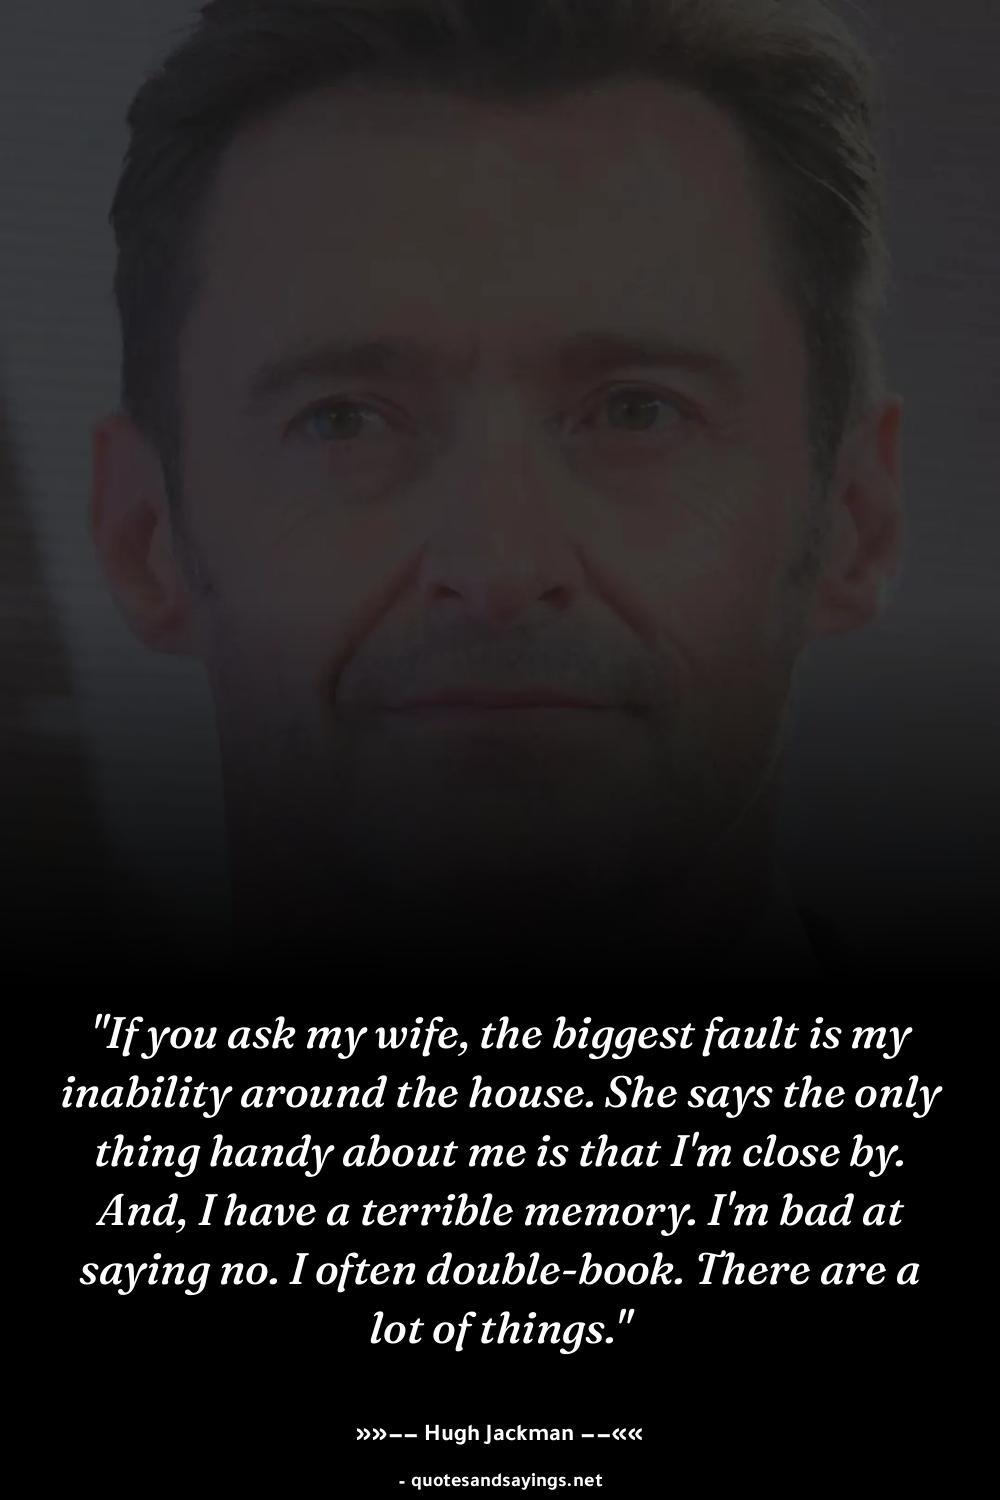 "If you ask my wife, the biggest fault is my
inability around the house. She says the only
thing handy about me is that I'm close by.
And, I have a terrible memory. I'm bad at
saying no. I often double-book. There are a
lot of things."
»»−− Hugh Jackman −−««
- quotesandsayings.net